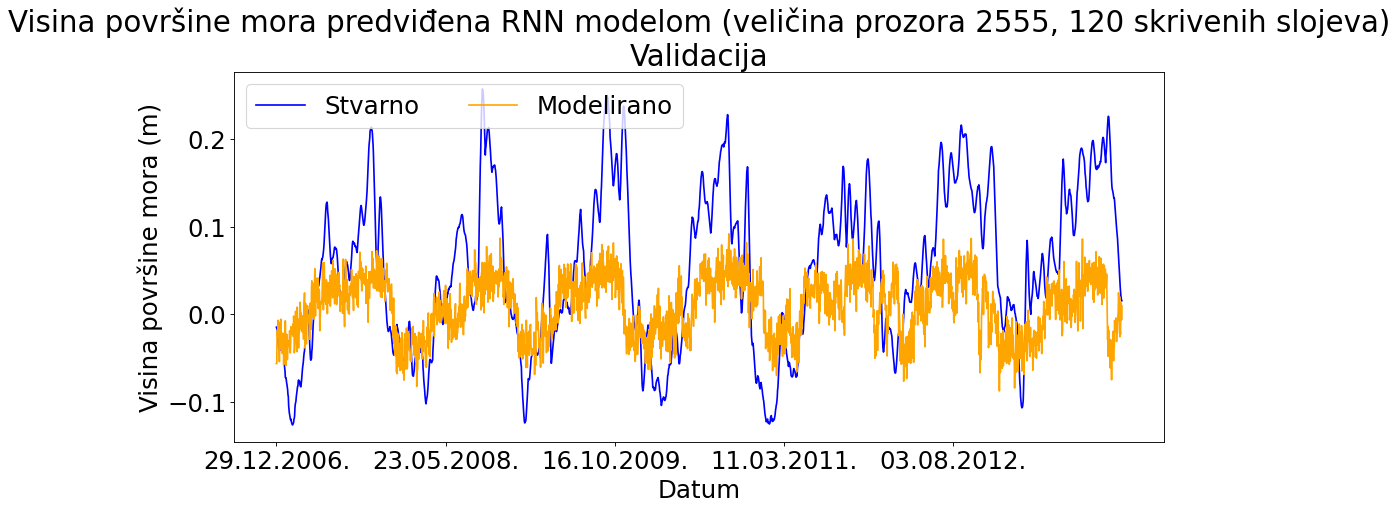 Visina površine mora predviđena RNN modelom (veličina prozora 2555, 120 skrivenih slojeva)
Validacija
Stvarno
Modelirano
Visina površine mora (m)
0.2
0.1
0.0
−0.1
29.12.2006.
23.05.2008.
16.10.2009.
11.03.2011.
03.08.2012.
Datum